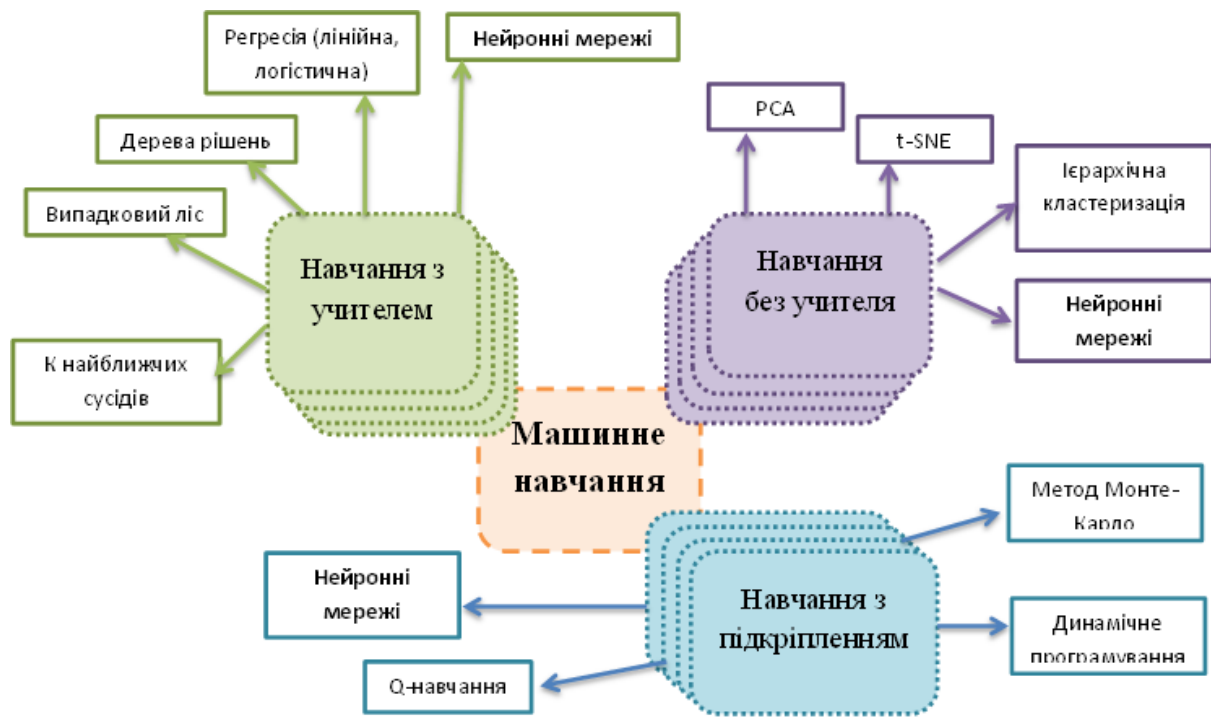 Регресія (лінійна,
логістична)
Нейронні мережі
Дерева рішень
Випадковий ліс
К найближчих
сусідів
Навчання з
учителем
PCA
t-SNE
Ієрархічна
кластеризація
Нейронні
мережі
Навчання
без учителя
Машинне
навчання
Метод Монте-
Карло
Динамічне
програмування
Навчання з
підкріпленням
Нейронні
мережі
Q-навчання